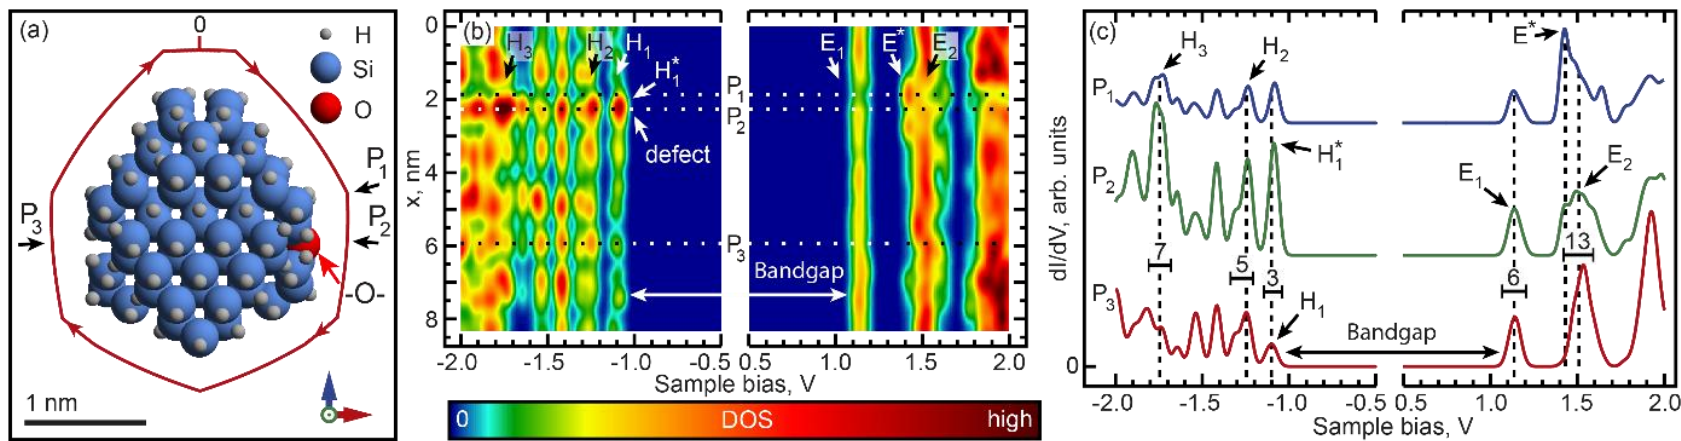 (a)
0
H
Si
O
P1
P2
P3
-O-
1 nm
(b)
H3
H2
H1
H1*
E1
E*
E2
P1
P2
defect
P3
Bandgap
0
2
4
6
8
x, nm
-2.0 -1.5 -1.0 -0.5 0.5 1.0 1.5 2.0
Sample bias, V
0 DOS high
(c)
H3
H2
E*
P1
H1*
E1
E2
P2
7
5
3
6
13
P3
H1
Bandgap
0
dI/dV, arb. units
-2.0 -1.5 -1.0 -0.5 0.5 1.0 1.5 2.0
Sample bias, V